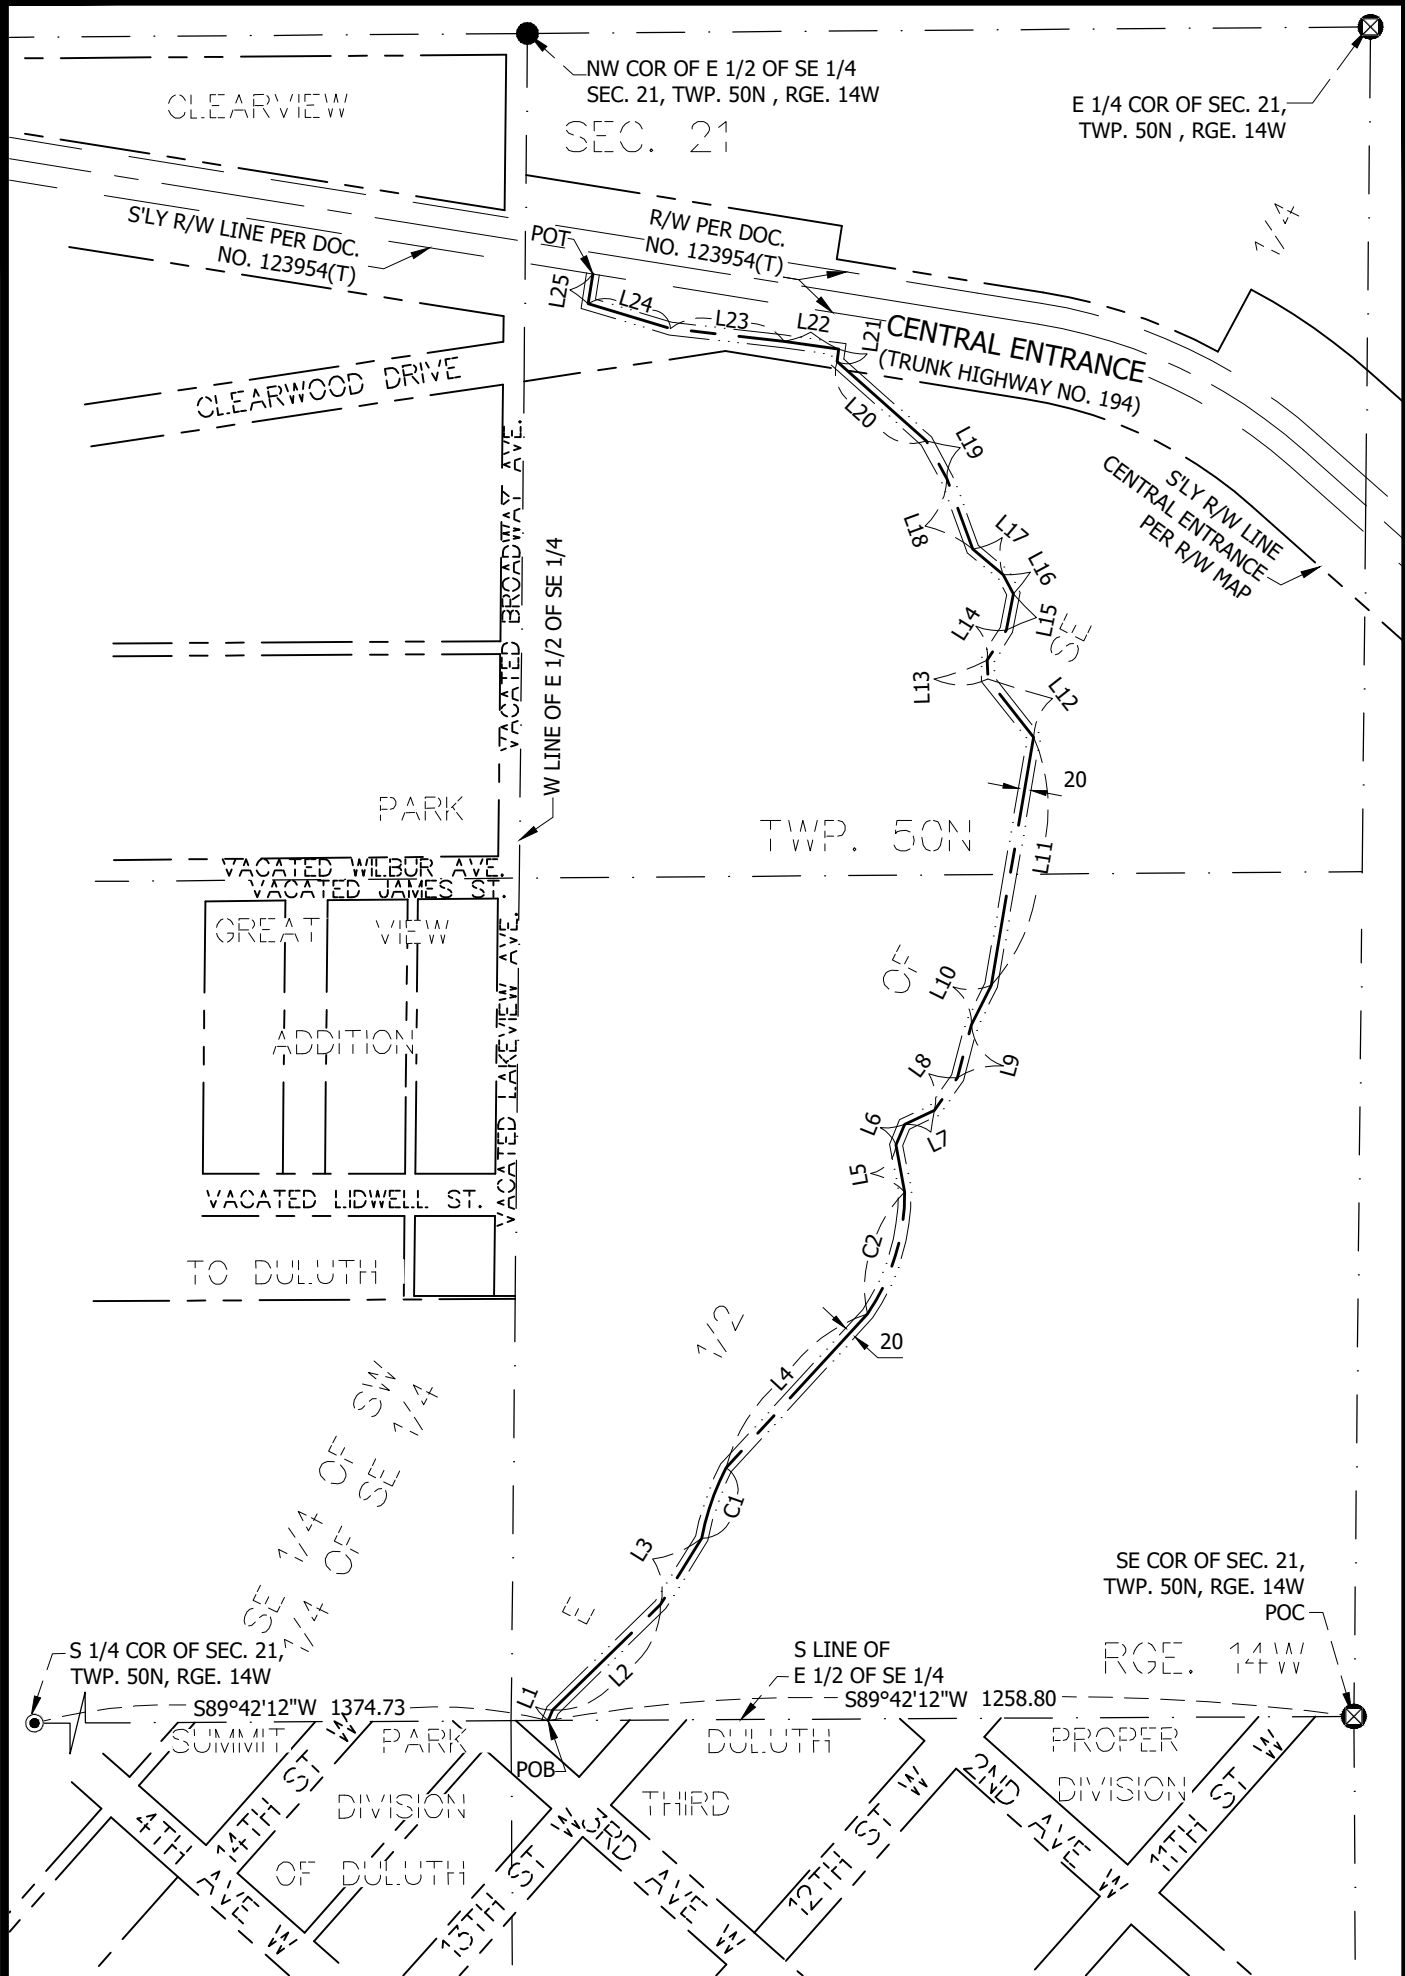 NW COR OF E 1/2 OF SE 1/4
SEC. 21, TWP. 50N , RGE. 14W
E 1/4 COR OF SEC. 21,
TWP. 50N , RGE. 14W
CLEARVIEW
SEC. 21
1/4
S'LY R/W LINE PER DOC.
NO. 123954(T)
POT
R/W PER DOC.
NO. 123954(T)
L25
L24
L23
L22
L21
CENTRAL ENTRANCE
(TRUNK HIGHWAY NO. 194)
CLEARWOOD DRIVE
L20
L19
S'LY R/W LINE
CENTRAL ENTRANCE
PER R/W MAP
VACATED BROADWAY AVE.
W LINE OF E 1/2 OF SE 1/4
L18
L17
L16
L15
L14
SE
L13
L12
20
PARK
TWP. 50N
L11
VACATED WILBUR AVE.
VACATED JAMES ST.
GREAT VIEW
VACATED LAKEVIEW AVE.
OF
L10
ADDITION
L9
L8
L7
L6
L5
VACATED LIDWELL ST.
C2
TO DULUTH
1/2
20
L4
SE 1/4 OF SW
1/4 OF SE 1/4
C1
L3
E
SE COR OF SEC. 21,
TWP. 50N, RGE. 14W
POC
S 1/4 COR OF SEC. 21,
TWP. 50N, RGE. 14W
S LINE OF
E 1/2 OF SE 1/4
RGE. 14W
L2
L1
S89°42'12"W 1374.73
S89°42'12"W 1258.80
SUMMIT PARK
DULUTH PROPER
POB
DIVISION
THIRD DIVISION
OF DULUTH
4TH AVE W
14TH ST W
13TH ST W
3RD AVE W
12TH ST W
2ND AVE W
11TH ST W